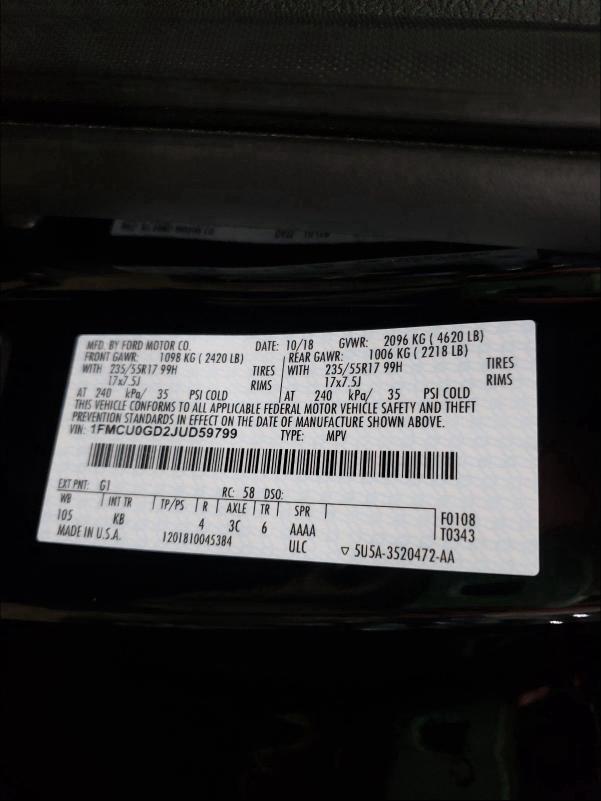 MFD. BY FORD MOTOR CO. DATE: 10/18 GVWR: 2096 KG ( 4620 LB)
FRONT GAWR: 1098 KG ( 2420 LB) REAR GAWR: 1006 KG ( 2218 LB)
WITH 235/55R17 99H TIRES WITH 235/55R17 99H TIRES
17x7.5J RIMS 17x7.5J RIMS
AT 240 kPa/ 35 PSI COLD AT 240 kPa/ 35 PSI COLD
THIS VEHICLE CONFORMS TO ALL APPLICABLE FEDERAL MOTOR VEHICLE SAFETY AND THEFT
PREVENTION STANDARDS IN EFFECT ON THE DATE OF MANUFACTURE SHOWN ABOVE.
VIN: 1FMCU0GD2JUD59799 TYPE: MPV
EXT PNT: G1 RC: 58 DSO:
WB INT TR TP/PS R AXLE TR SPR
105 KB 4 3C 6 AAAA F0108
MADE IN U.S.A. 1201810045384 ULC T0343
▽ 5U5A-3520472-AA